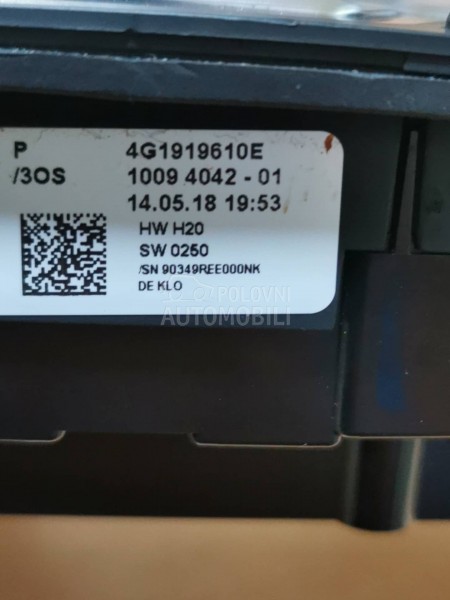 P 4G1919610E
/3OS 1009 4042 - 01
14.05.18 19:53
HW H20
SW 0250
/SN 90349REE000NK
DE KLO
POLOVNI
AUTOMOBILI